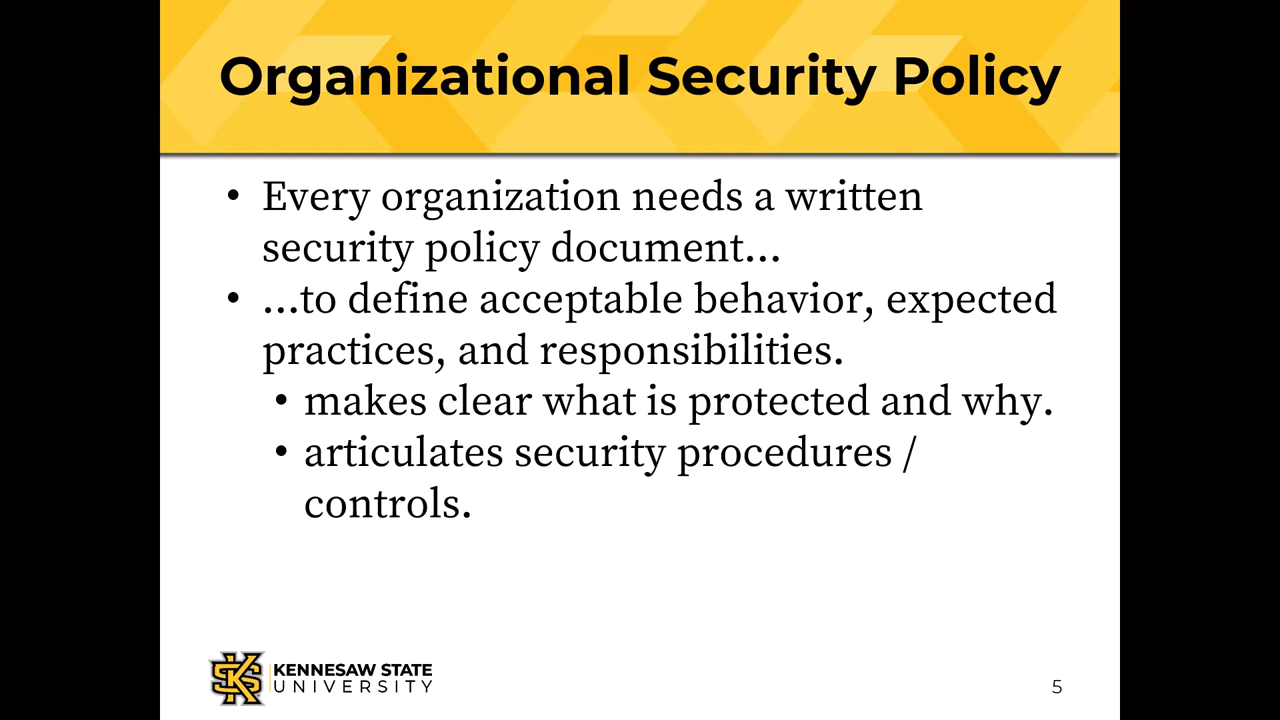 Organizational Security Policy
• Every organization needs a written
security policy document...
• ...to define acceptable behavior, expected
practices, and responsibilities.
• makes clear what is protected and why.
• articulates security procedures /
controls.
KS
KENNESAW STATE
UNIVERSITY
5